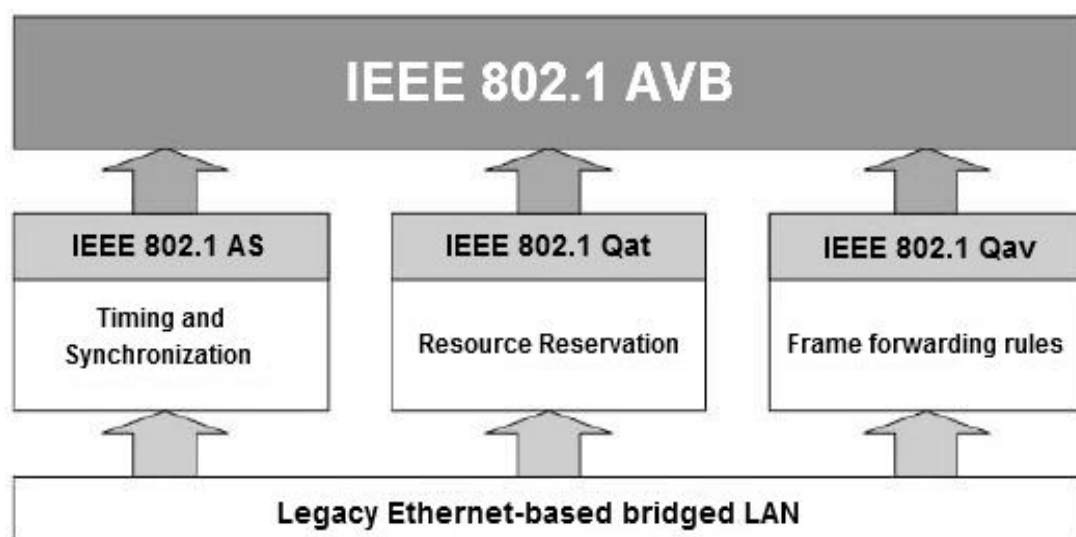 IEEE 802.1 AVB
IEEE 802.1 AS
Timing and
Synchronization
IEEE 802.1 Qat
Resource Reservation
IEEE 802.1 Qav
Frame forwarding rules
Legacy Ethernet-based bridged LAN